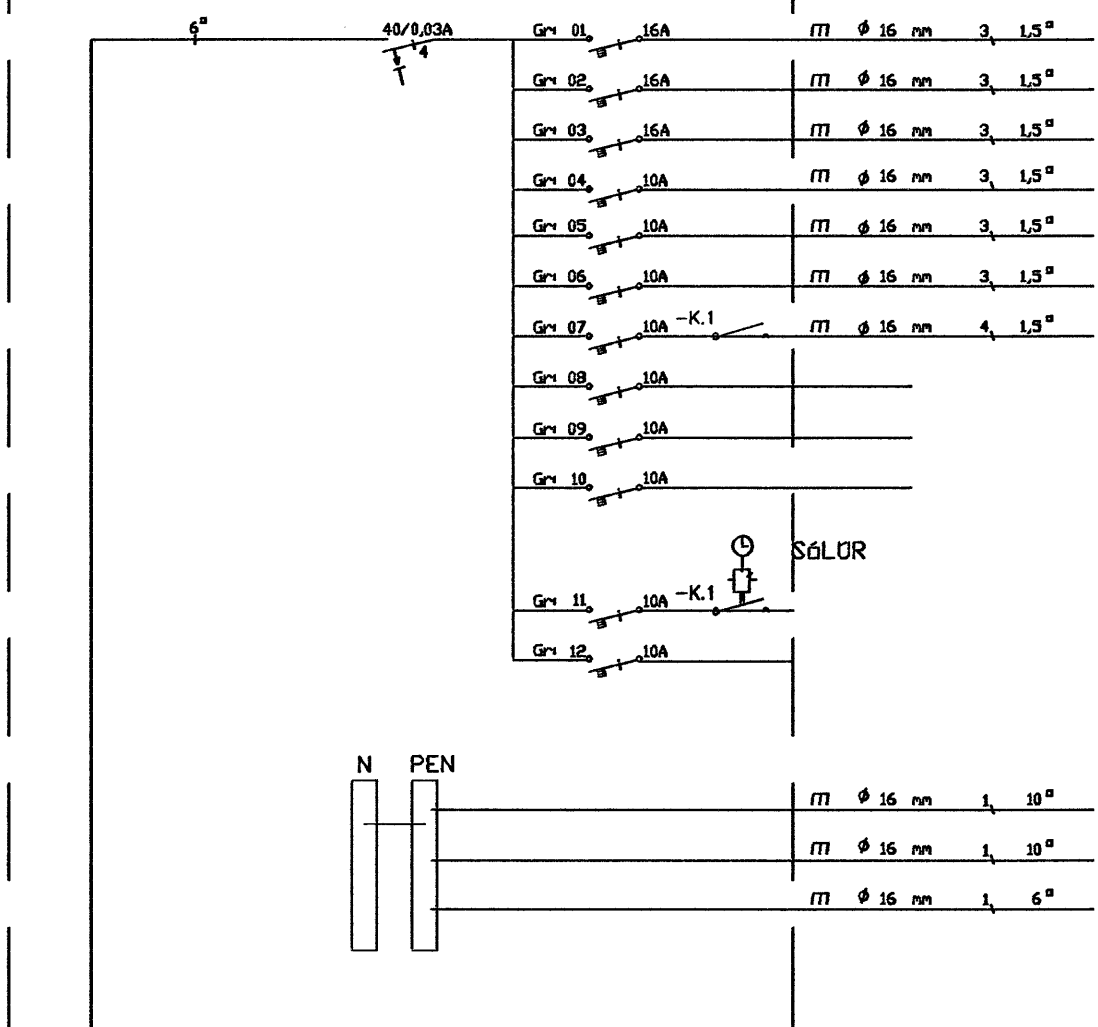 6□ 40/0,03A Gr. 01 16A m ø 16 mm 3 1,5□
4
Gr. 02 16A m ø 16 mm 3 1,5□
Gr. 03 16A m ø 16 mm 3 1,5□
Gr. 04 10A m ø 16 mm 3 1,5□
Gr. 05 10A m ø 16 mm 3 1,5□
Gr. 06 10A m ø 16 mm 3 1,5□
Gr. 07 10A -K.1 m ø 16 mm 4 1,5□
Gr. 08 10A
Gr. 09 10A
Gr. 10 10A
SóLÚR
Gr. 11 10A -K.1
Gr. 12 10A
N PEN
m ø 16 mm 1 10□
m ø 16 mm 1 10□
m ø 16 mm 1 6□